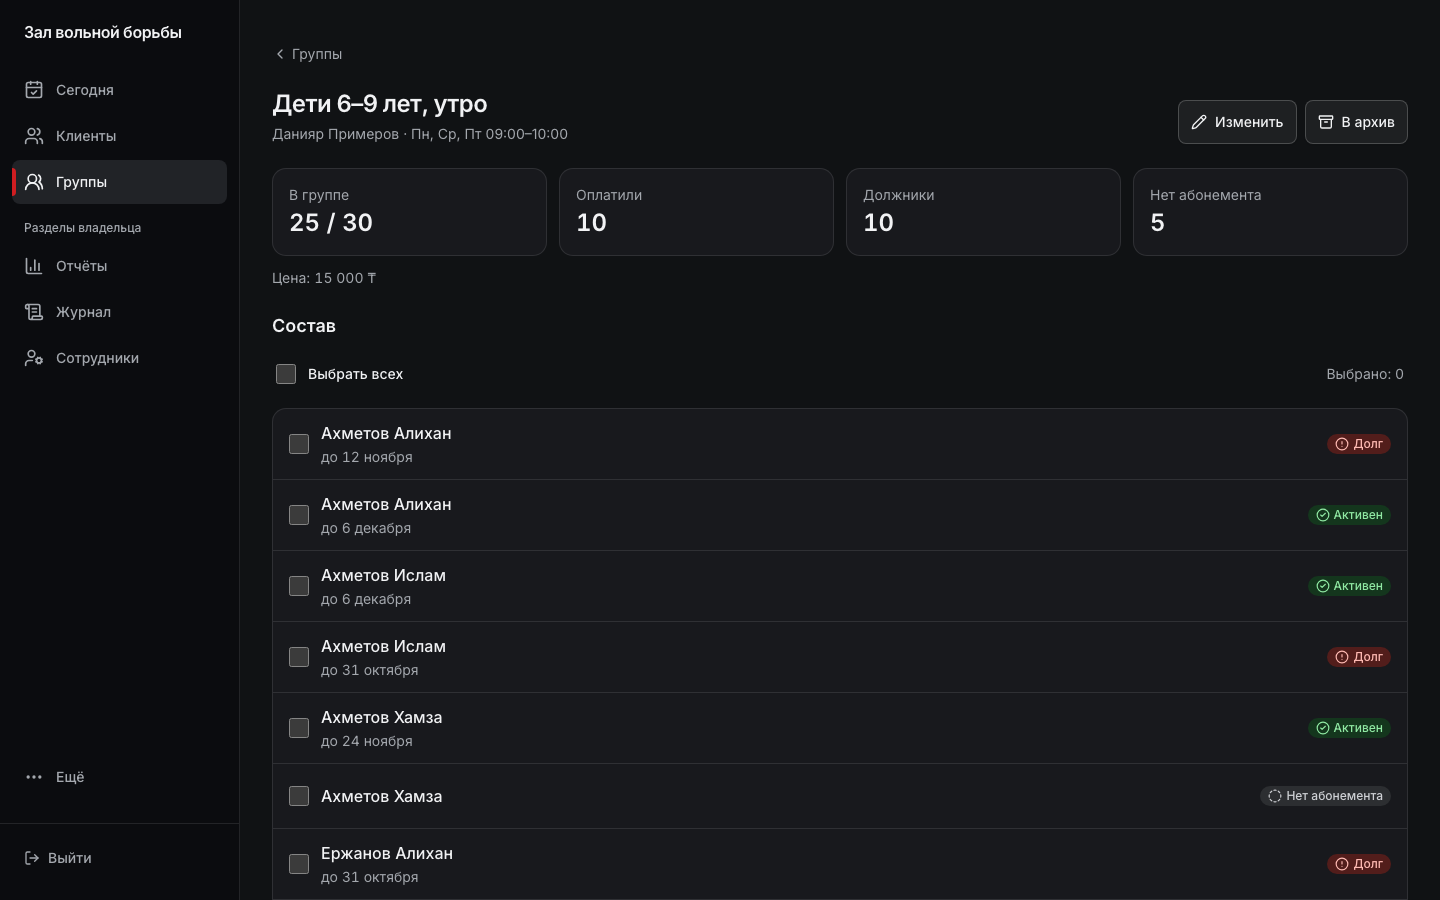 Зал вольной борьбы
Сегодня
Клиенты
Группы
Разделы владельца
Отчёты
Журнал
Сотрудники
Ещё
Выйти
Группы
Дети 6–9 лет, утро
Данияр Примеров · Пн, Ср, Пт 09:00–10:00
Изменить
В архив
В группе
25 / 30
Оплатили
10
Должники
10
Нет абонемента
5
Цена: 15 000 ₸
Состав
Выбрать всех
Выбрано: 0
Ахметов Алихан
до 12 ноября
Долг
Ахметов Алихан
до 6 декабря
Активен
Ахметов Ислам
до 6 декабря
Активен
Ахметов Ислам
до 31 октября
Долг
Ахметов Хамза
до 24 ноября
Активен
Ахметов Хамза
Нет абонемента
Ержанов Алихан
до 31 октября
Долг